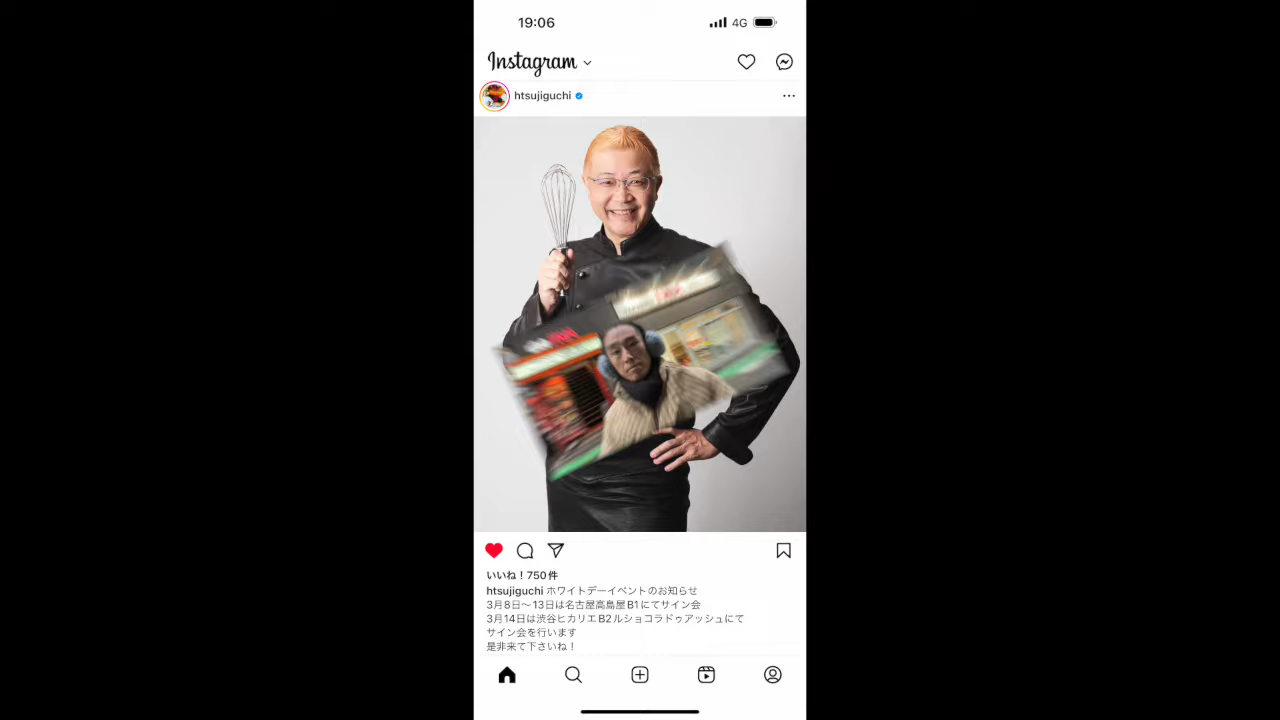 19:06
4G
Instagram
htsujiguchi
いいね！750件
htsujiguchi ホワイトデーイベントのお知らせ
3月8日〜13日は名古屋高島屋B1にてサイン会
3月14日は渋谷ヒカリエB2ルショコラドゥアッシュにて
サイン会を行います
是非来て下さいね！